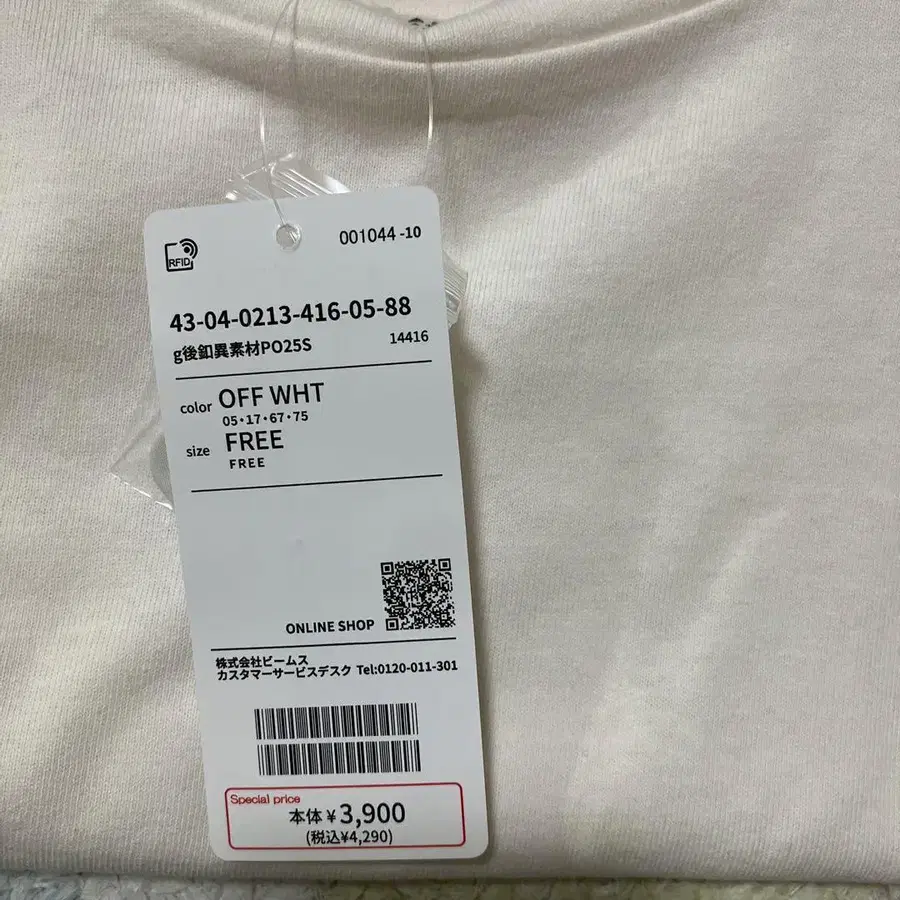 RFID
001044 -10
43-04-0213-416-05-88
g後釦異素材PO25S 14416
color OFF WHT
05・17・67・75
size FREE
FREE
ONLINE SHOP
株式会社ビームス
カスタマーサービスデスク Tel:0120-011-301
Special price
本体¥3,900
(税込¥4,290)